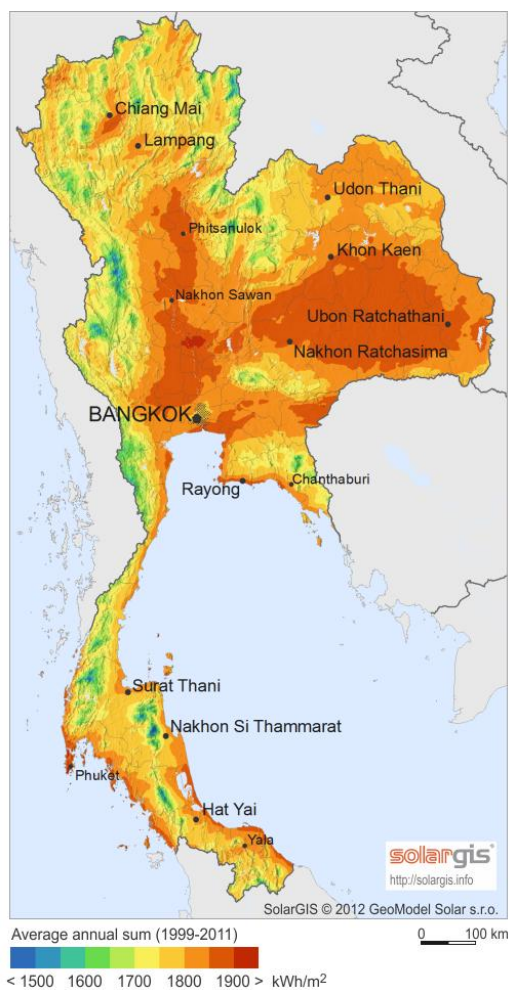 Chiang Mai
Lampang
Udon Thani
Phitsanulok
Khon Kaen
Nakhon Sawan
Ubon Ratchathani
Nakhon Ratchasima
BANGKOK
Rayong
Chanthaburi
Surat Thani
Nakhon Si Thammarat
Phuket
Hat Yai
Yala
solargis
http://solargis.info
SolarGIS © 2012 GeoModel Solar s.r.o.
Average annual sum (1999-2011)
0 100 km
< 1500 1600 1700 1800 1900 > kWh/m²